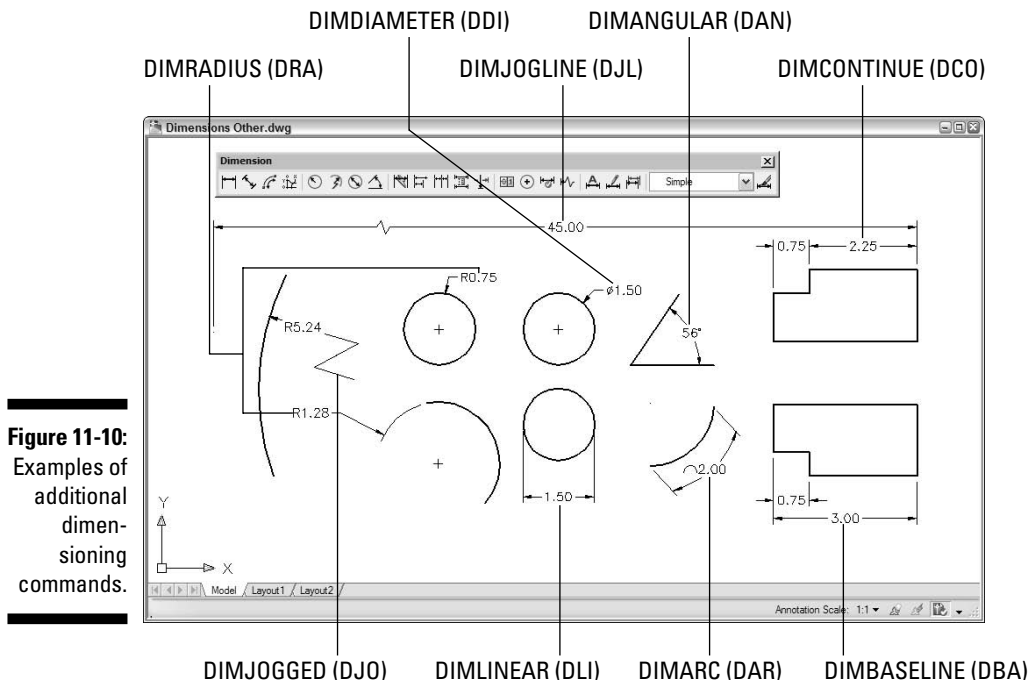 DIMDIAMETER (DDI) DIMANGULAR (DAN)
DIMRADIUS (DRA) DIMJOGLINE (DJL) DIMCONTINUE (DCO)
Dimensions Other.dwg
Dimension
Simple
45.00
0.75 2.25
R0.75
⌀1.50
R5.24
56°
R1.28
⌒2.00
1.50
0.75
3.00
Y
X
Model Layout1 Layout2
Annotation Scale: 1:1
Figure 11-10:
Examples of
additional
dimen-
sioning
commands.
DIMJOGGED (DJO) DIMLINEAR (DLI) DIMARC (DAR) DIMBASELINE (DBA)